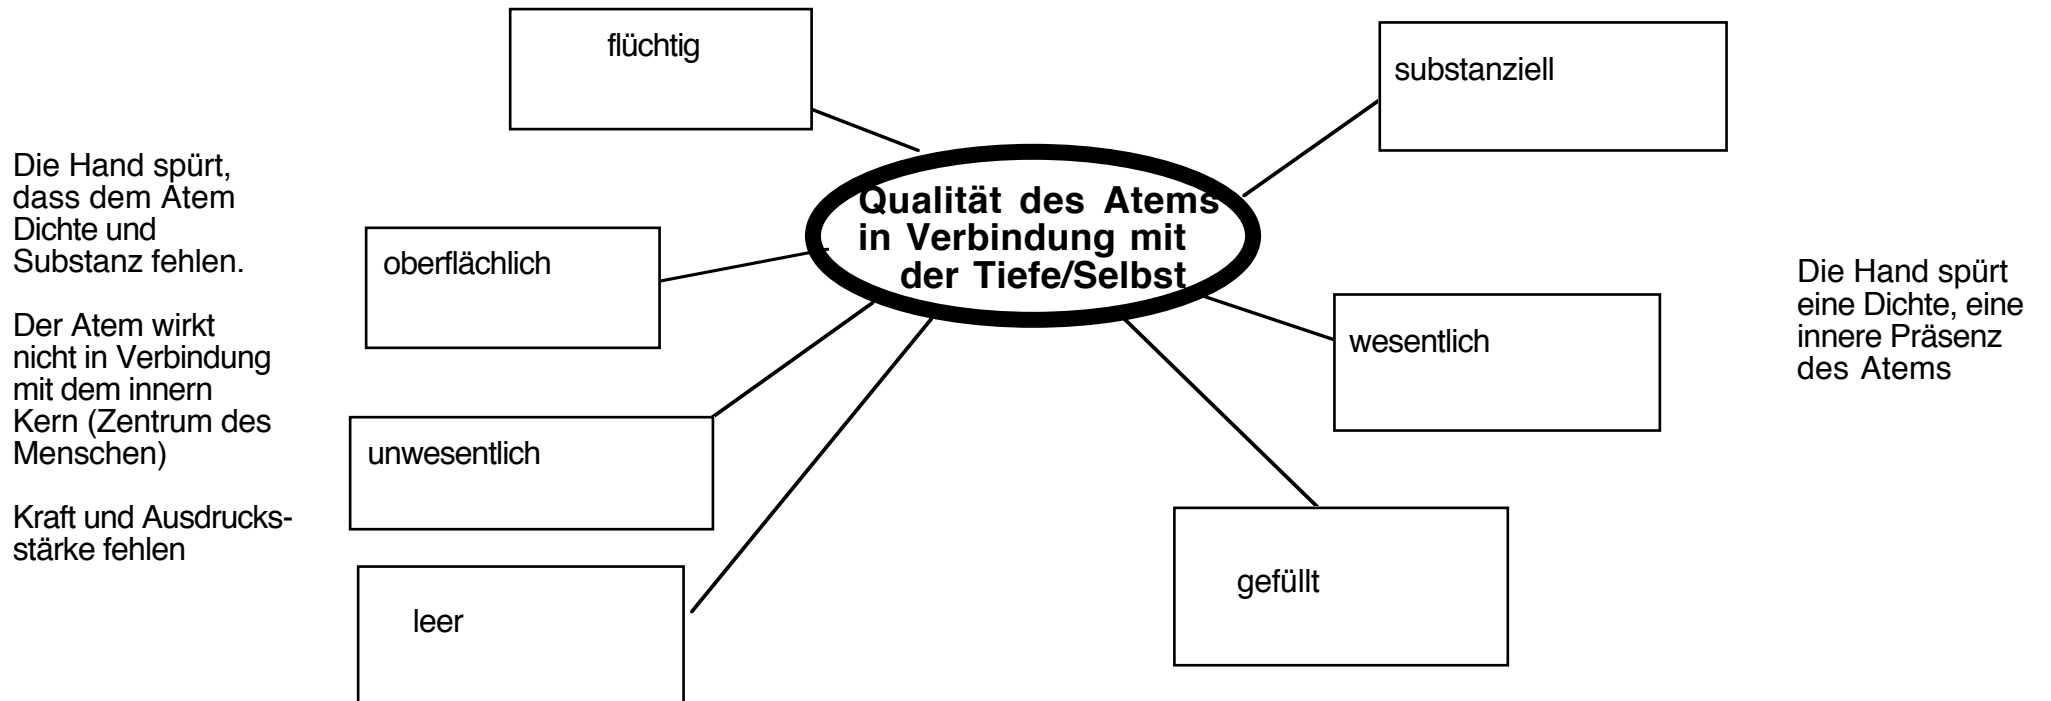 flüchtig
substanziell
Die Hand spürt,
dass dem Atem
Dichte und
Substanz fehlen.
Der Atem wirkt
nicht in Verbindung
mit dem innern
Kern (Zentrum des
Menschen)
Kraft und Ausdrucks-
stärke fehlen
Qualität des Atems
in Verbindung mit
der Tiefe/Selbst
oberflächlich
unwesentlich
leer
wesentlich
gefüllt
Die Hand spürt
eine Dichte, eine
innere Präsenz
des Atems